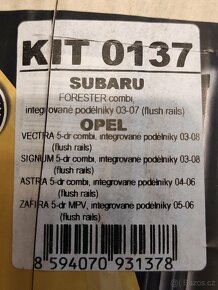 KIT 0137
SUBARU
FORESTER combi,
integrované podélníky 03-07 (flush rails)
OPEL
VECTRA 5-dr combi, integrované podélníky 03-08
(flush rails)
SIGNUM 5-dr combi, integrované podélníky 03-08
(flush rails)
ASTRA 5-dr combi, integrované podélníky 04-06
(flush rails)
ZAFIRA 5-dr MPV, integrované podélníky 05-06
(flush rails)
8 594070 931378